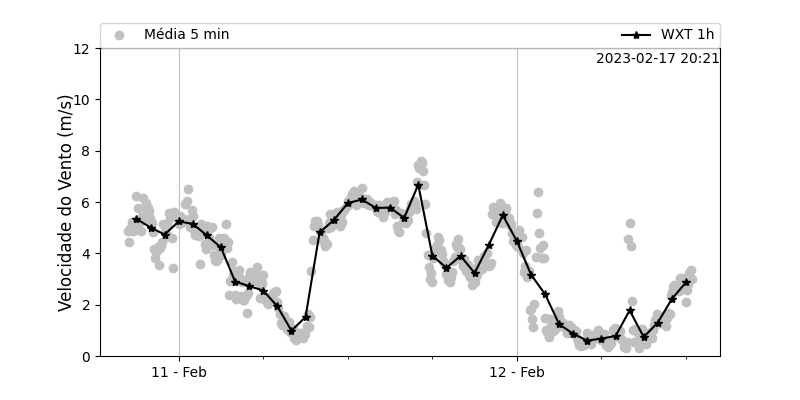 Média 5 min
WXT 1h
2023-02-17 20:21
Velocidade do Vento (m/s)
12
10
8
6
4
2
0
11 - Feb
12 - Feb